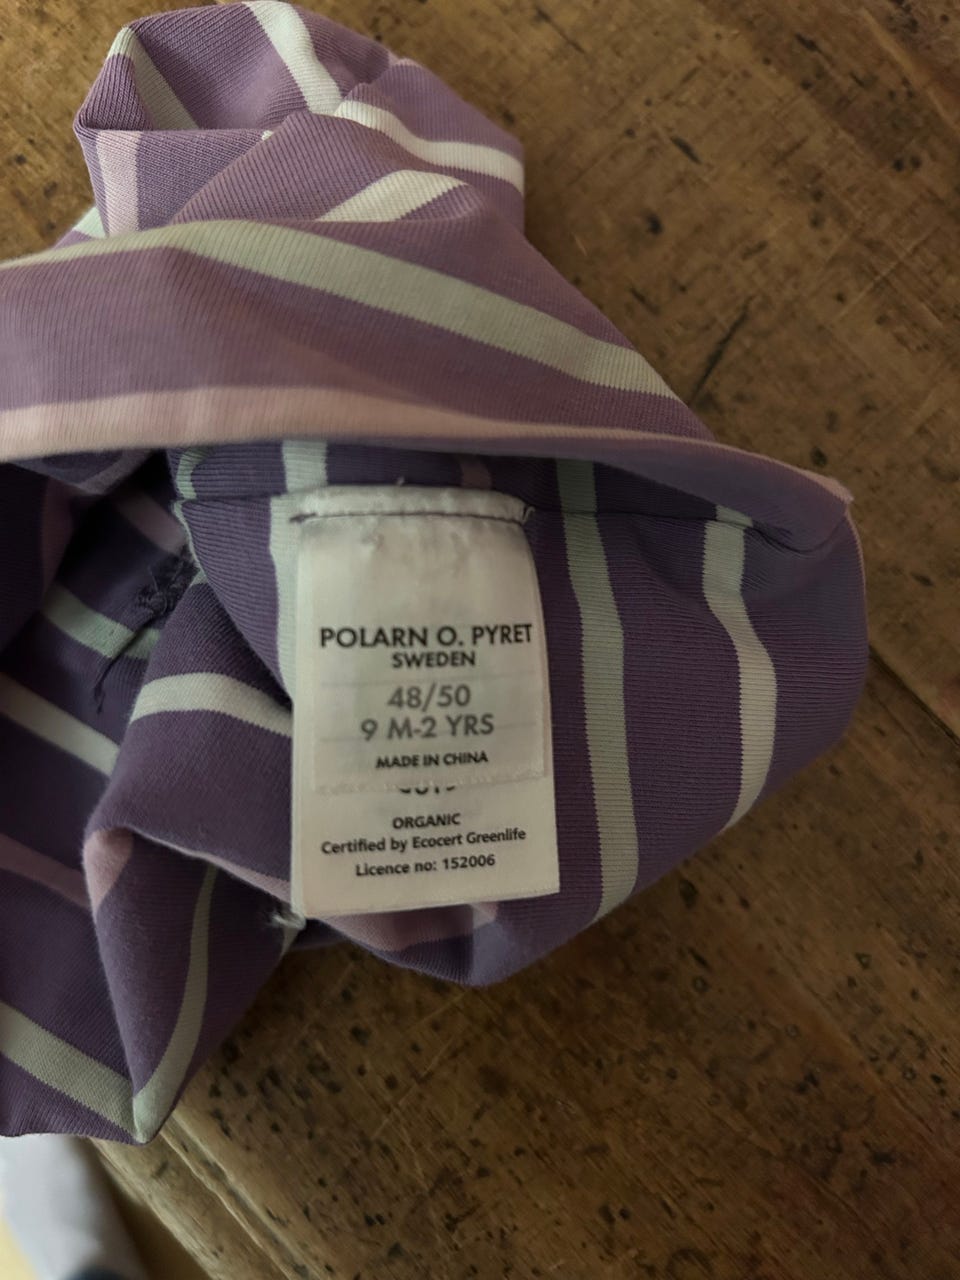 POLARN O. PYRET
SWEDEN
48/50
9 M-2 YRS
MADE IN CHINA
ORGANIC
Certified by Ecocert Greenlife
Licence no: 152006